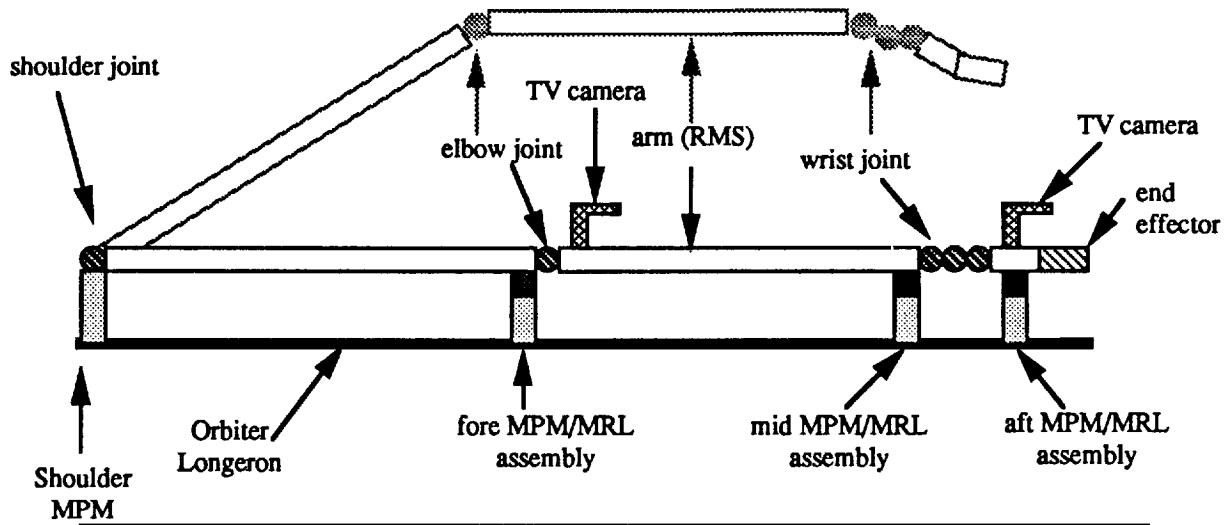 shoulder joint
TV camera
elbow joint
arm (RMS)
wrist joint
TV camera
end
effector
Orbiter
Longeron
fore MPM/MRL
assembly
mid MPM/MRL
assembly
aft MPM/MRL
assembly
Shoulder
MPM